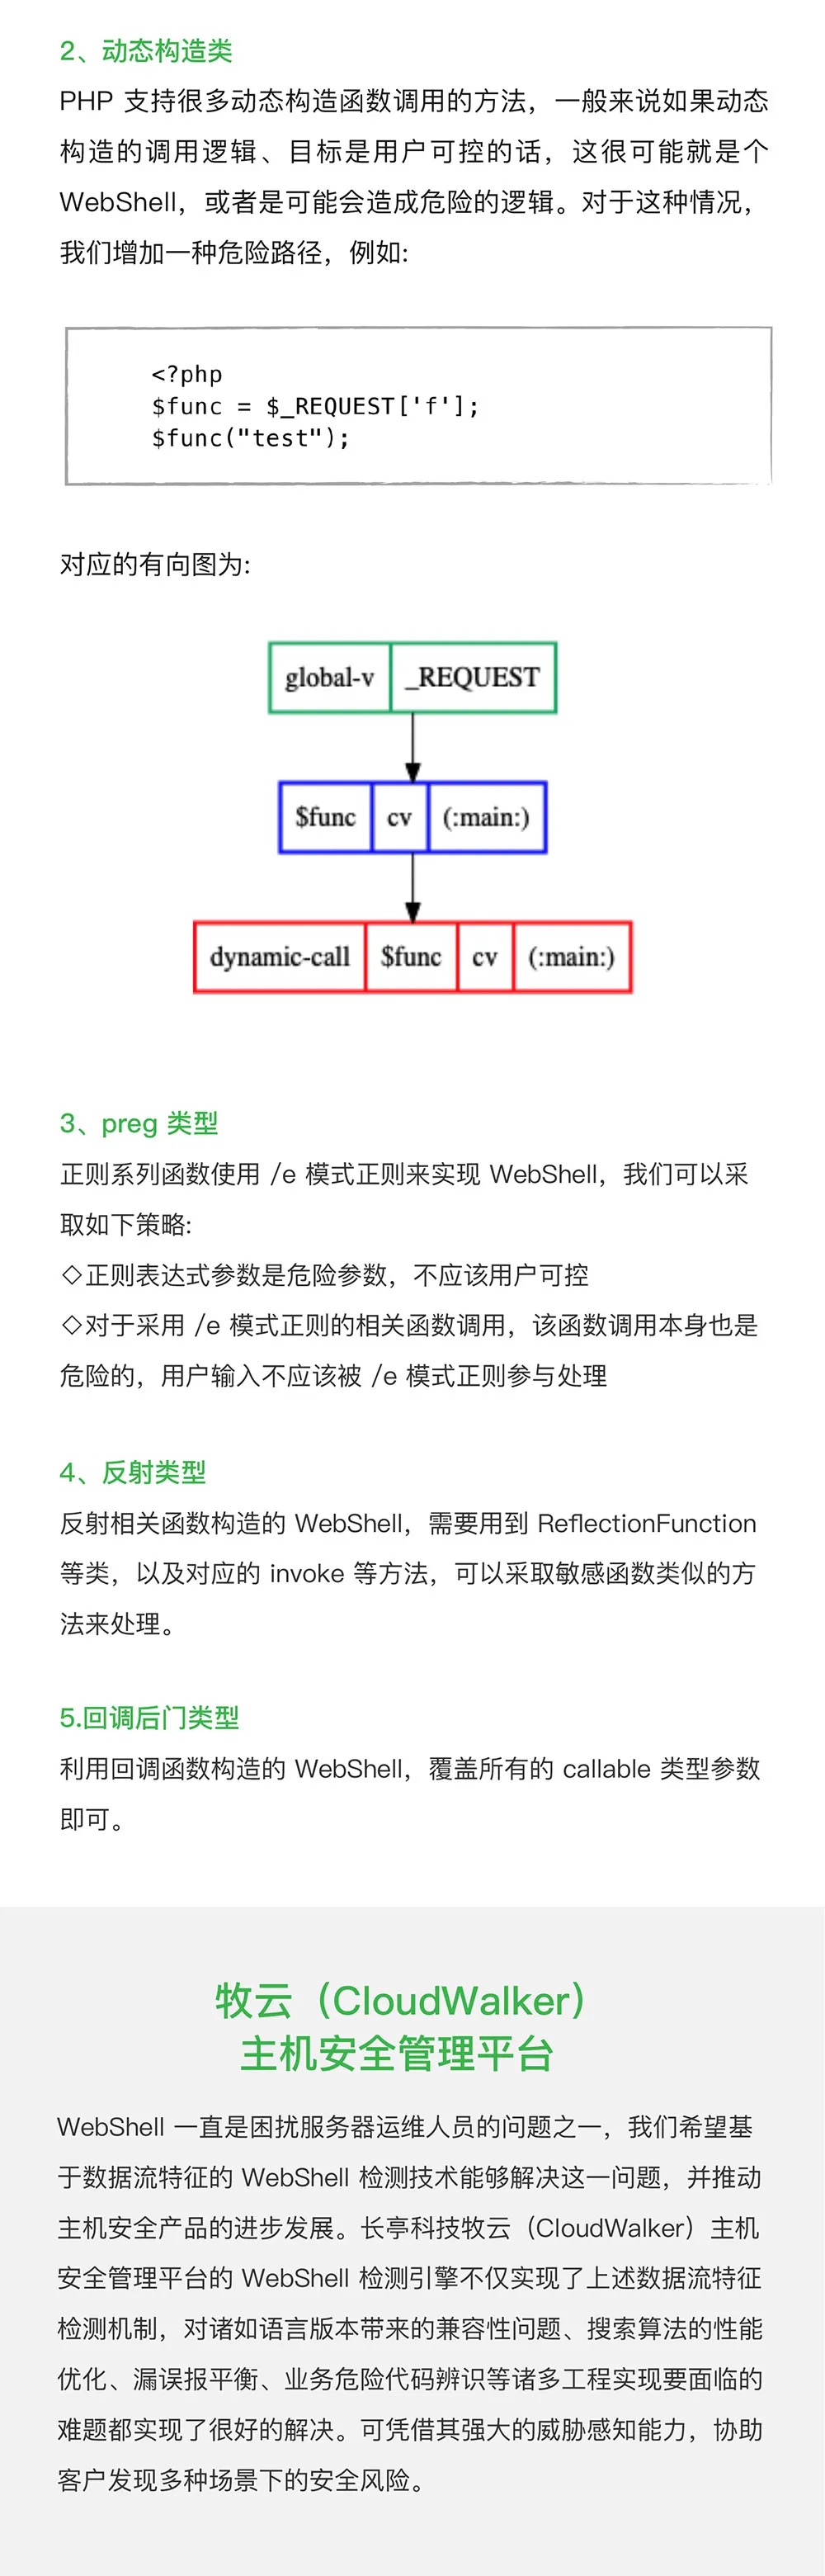 2、动态构造类
PHP 支持很多动态构造函数调用的方法，一般来说如果动态
构造的调用逻辑、目标是用户可控的话，这很可能就是个
WebShell，或者是可能会造成危险的逻辑。对于这种情况，
我们增加一种危险路径，例如:
<?php
$func = $_REQUEST['f'];
$func("test");
对应的有向图为:
global-v _REQUEST
$func cv (:main:)
dynamic-call $func cv (:main:)
3、preg 类型
正则系列函数使用 /e 模式正则来实现 WebShell，我们可以采
取如下策略:
◇正则表达式参数是危险参数，不应该用户可控
◇对于采用 /e 模式正则的相关函数调用，该函数调用本身也是
危险的，用户输入不应该被 /e 模式正则参与处理
4、反射类型
反射相关函数构造的 WebShell，需要用到 ReflectionFunction
等类，以及对应的 invoke 等方法，可以采取敏感函数类似的方
法来处理。
5.回调后门类型
利用回调函数构造的 WebShell，覆盖所有的 callable 类型参数
即可。
牧云（CloudWalker）
主机安全管理平台
WebShell 一直是困扰服务器运维人员的问题之一，我们希望基
于数据流特征的 WebShell 检测技术能够解决这一问题，并推动
主机安全产品的进步发展。长亭科技牧云（CloudWalker）主机
安全管理平台的 WebShell 检测引擎不仅实现了上述数据流特征
检测机制，对诸如语言版本带来的兼容性问题、搜索算法的性能
优化、漏误报平衡、业务危险代码辨识等诸多工程实现要面临的
难题都实现了很好的解决。可凭借其强大的威胁感知能力，协助
客户发现多种场景下的安全风险。